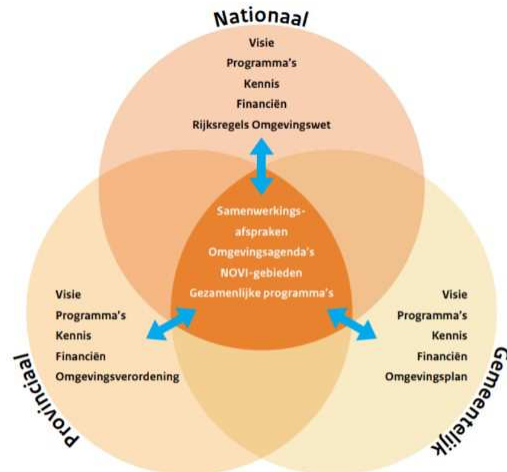 Nationaal
Visie
Programma's
Kennis
Financiën
Rijksregels Omgevingswet
Samenwerkings-
afspraken
Omgevingsagenda's
NOVI-gebieden
Gezamenlijke programma's
Visie
Programma's
Kennis
Financiën
Omgevingsverordening
Provinciaal
Visie
Programma's
Kennis
Financiën
Omgevingsplan
Gemeentelijk